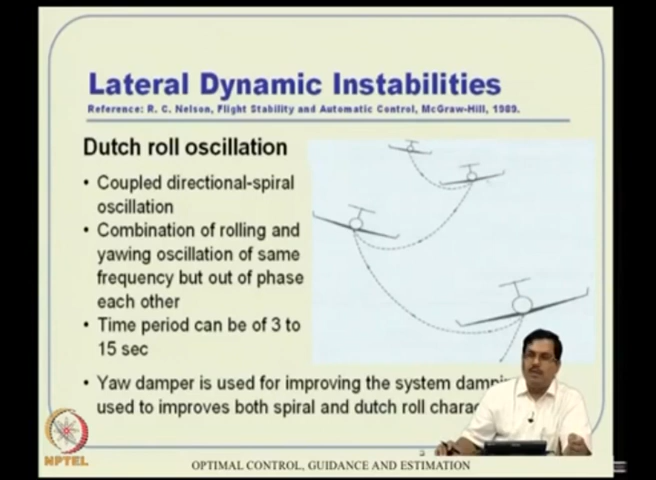 Lateral Dynamic Instabilities
Reference: R. C. Nelson, Flight Stability and Automatic Control, McGraw-Hill, 1989.
Dutch roll oscillation
• Coupled directional-spiral
oscillation
• Combination of rolling and
yawing oscillation of same
frequency but out of phase
each other
• Time period can be of 3 to
15 sec
• Yaw damper is used for improving the system
used to improves both spiral and dutch roll
NPTEL
OPTIMAL CONTROL, GUIDANCE AND ESTIMATION